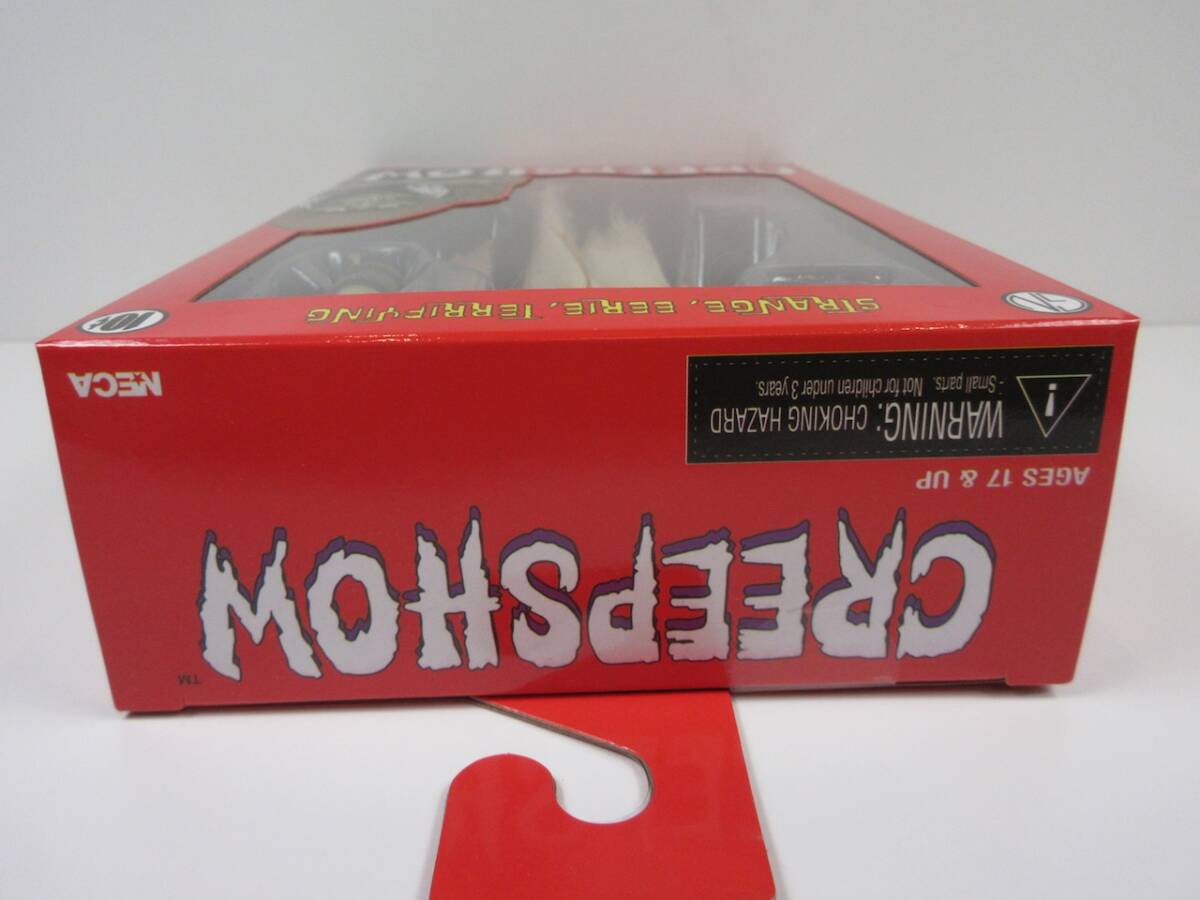 CREEPSHOW
TM
AGES 17 & UP
WARNING: CHOKING HAZARD
- Small parts. Not for children under 3 years.
NECA
STRANGE, EERIE, TERRIFYING
CREEPSHOW